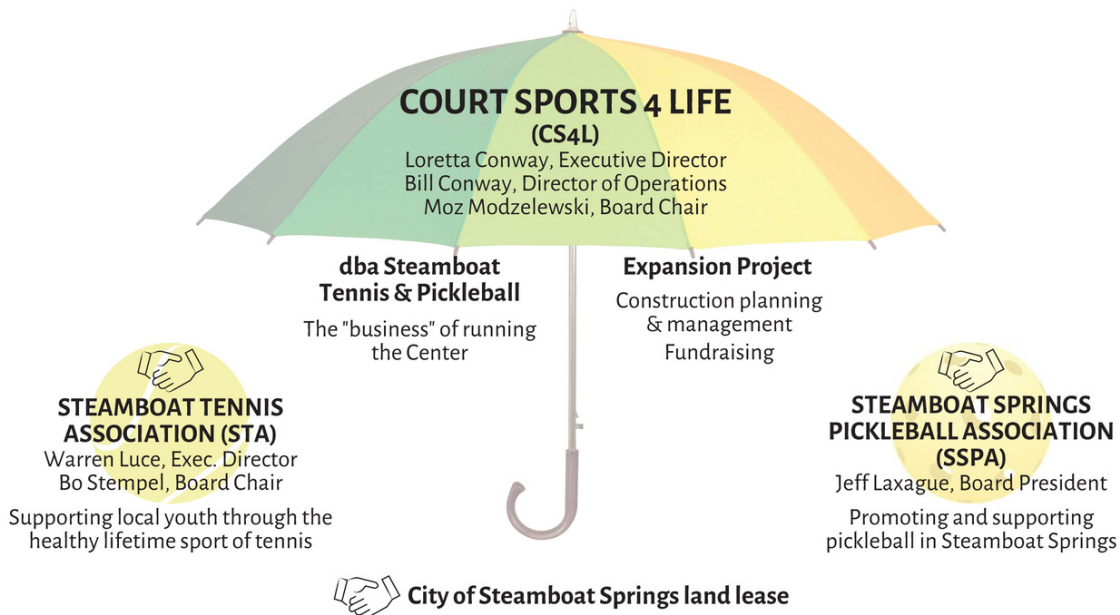 COURT SPORTS 4 LIFE
(CS4L)
Loretta Conway, Executive Director
Bill Conway, Director of Operations
Moz Modzelewski, Board Chair
dba Steamboat
Tennis & Pickleball
The "business" of running
the Center
Expansion Project
Construction planning
& management
Fundraising
STEAMBOAT TENNIS
ASSOCIATION (STA)
Warren Luce, Exec. Director
Bo Stempel, Board Chair
Supporting local youth through the
healthy lifetime sport of tennis
STEAMBOAT SPRINGS
PICKLEBALL ASSOCIATION
(SSPA)
Jeff Laxague, Board President
Promoting and supporting
pickleball in Steamboat Springs
City of Steamboat Springs land lease